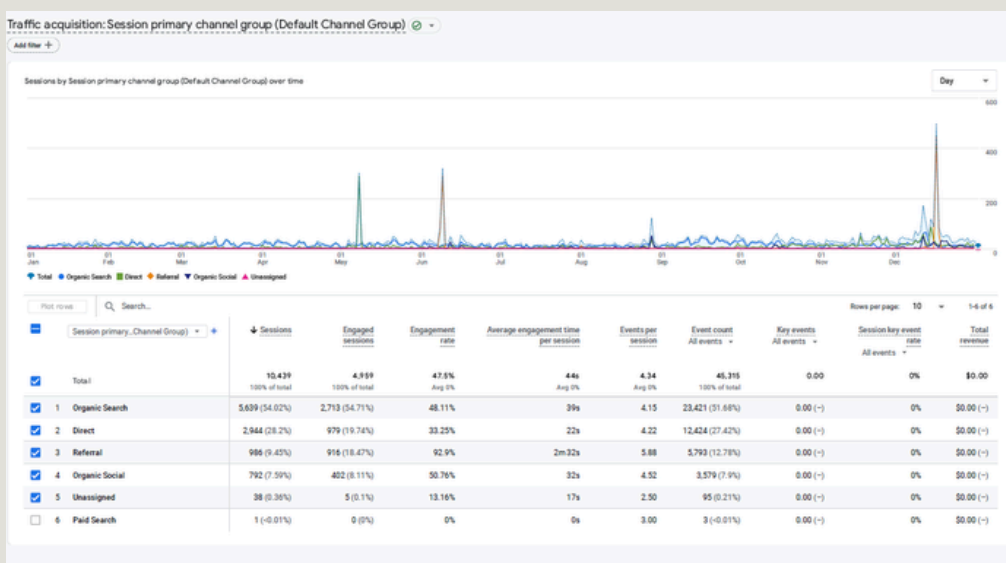 Traffic acquisition: Session primary channel group (Default Channel Group)
Add filter +
Sessions by Session primary channel group (Default Channel Group) over time
Day
600
400
200
0
01 01 01 01 01 01 01 01 01 01 01 01
Jan Feb Mar Apr May Jun Jul Aug Sep Oct Nov Dec
Total Organic Search Direct Referral Organic Social Unassigned
Plot rows Search... Rows per page: 10 1-6 of 6
Session primary...Channel Group) + Sessions Engaged sessions Engagement rate Average engagement time per session Events per session Event count Key events Session key event rate Total revenue
All events All events All events
Total 10,439 4,959 47.5% 44s 4.34 45,315 0.00 0% $0.00
100% of total 100% of total Avg 0% Avg 0% Avg 0% 100% of total
1 Organic Search 5,639 (54.02%) 2,713 (54.71%) 48.11% 39s 4.15 23,421 (51.68%) 0.00 (–) 0% $0.00 (–)
2 Direct 2,944 (28.2%) 979 (19.74%) 33.25% 22s 4.22 12,424 (27.42%) 0.00 (–) 0% $0.00 (–)
3 Referral 986 (9.45%) 916 (18.47%) 92.9% 2m 32s 5.88 5,793 (12.78%) 0.00 (–) 0% $0.00 (–)
4 Organic Social 792 (7.59%) 402 (8.11%) 50.76% 32s 4.52 3,579 (7.9%) 0.00 (–) 0% $0.00 (–)
5 Unassigned 38 (0.36%) 5 (0.1%) 13.16% 17s 2.50 95 (0.21%) 0.00 (–) 0% $0.00 (–)
6 Paid Search 1 (<0.01%) 0 (0%) 0% 0s 3.00 3 (<0.01%) 0.00 (–) 0% $0.00 (–)